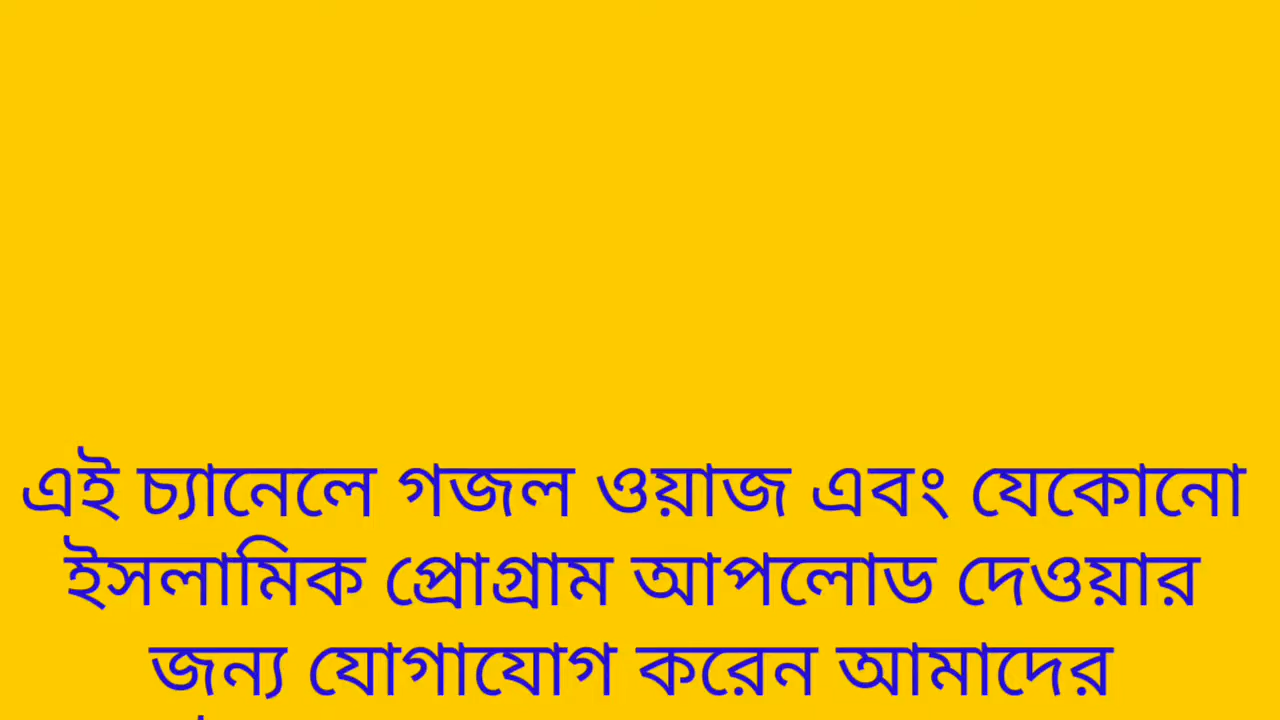 এই চ্যানেলে গজল ওয়াজ এবং যেকোনো
ইসলামিক প্রোগ্রাম আপলোড দেওয়ার
জন্য যোগাযোগ করেন আমাদের